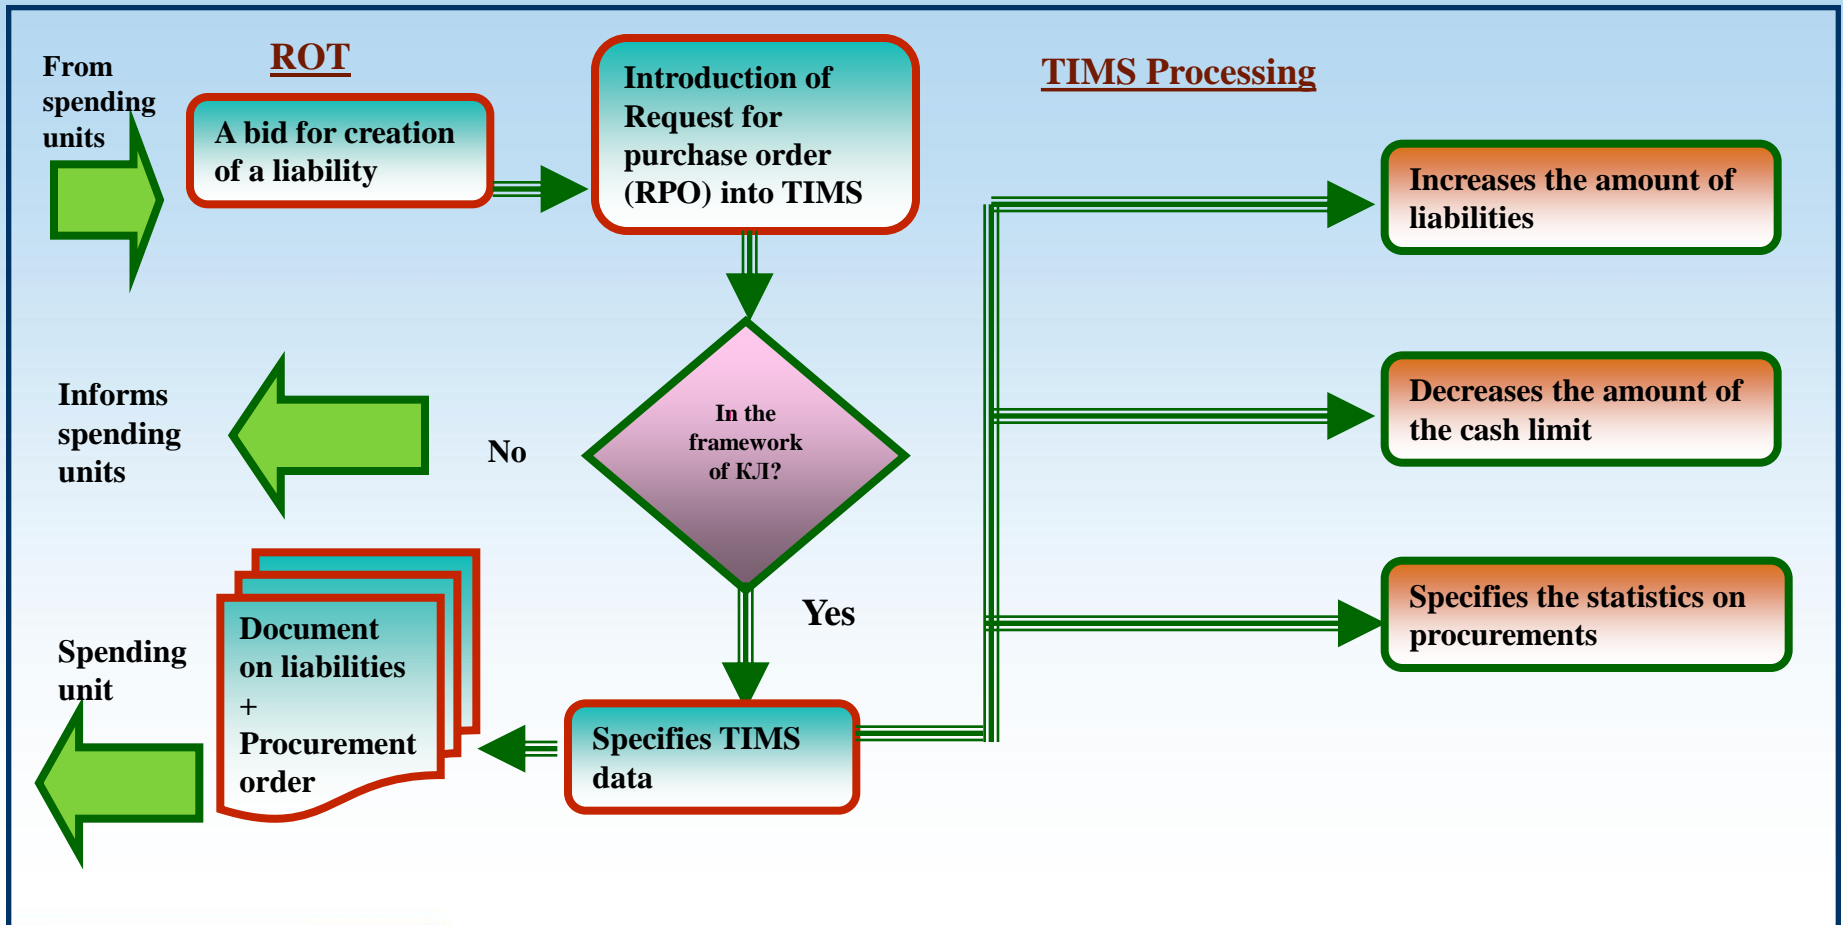 From
spending
units
ROT
A bid for creation
of a liability
Introduction of
Request for
purchase order
(RPO) into TIMS
TIMS Processing
Increases the amount of
liabilities
Informs
spending
units
No
In the
framework
of КЛ?
Decreases the amount of
the cash limit
Yes
Specifies the statistics on
procurements
Spending
unit
Document
on liabilities
+
Procurement
order
Specifies TIMS
data